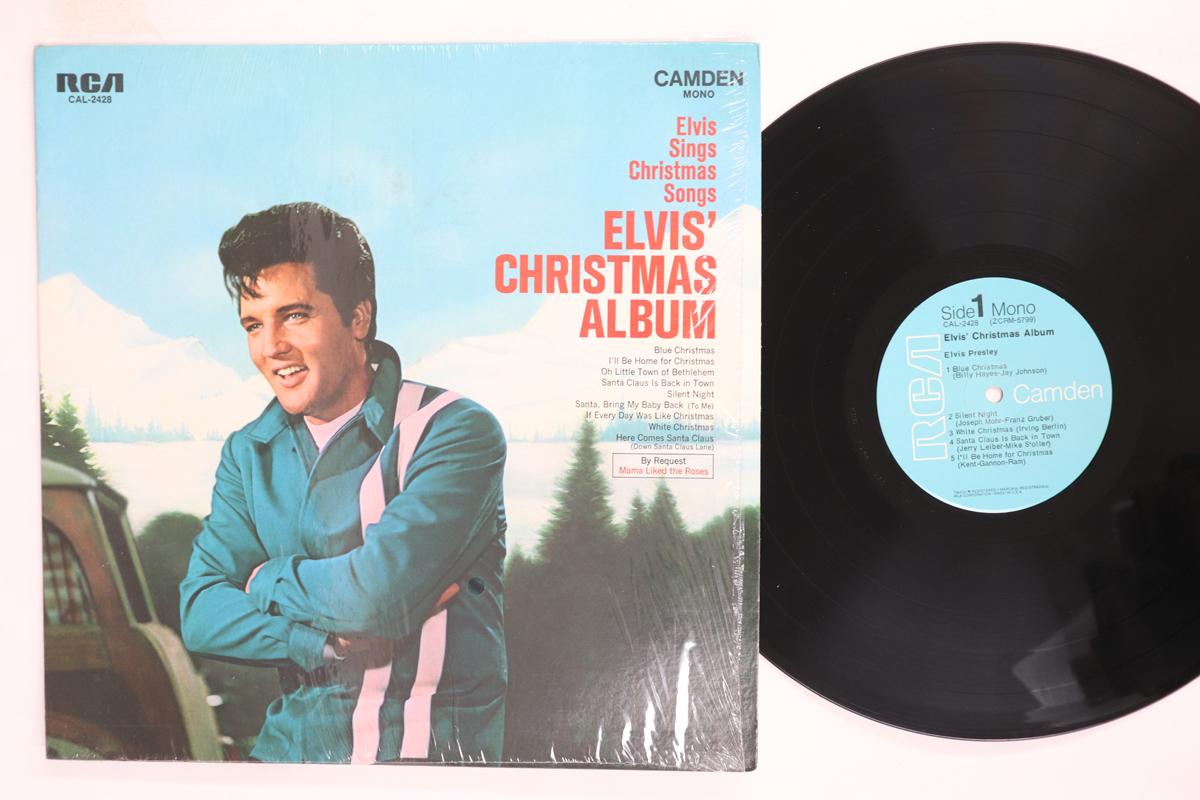 RCA
CAL-2428
CAMDEN
MONO
Elvis
Sings
Christmas
Songs
ELVIS'
CHRISTMAS
ALBUM
Blue Christmas
I'll Be Home for Christmas
Oh Little Town of Bethlehem
Santa Claus Is Back in Town
Silent Night
Santa, Bring My Baby Back (To Me)
If Every Day Was Like Christmas
White Christmas
Here Comes Santa Claus
(Down Santa Claus Lane)
By Request
Mama Liked the Roses
Side 1 Mono
CAL-2428 (ZCRM-5799)
Elvis' Christmas Album
Elvis Presley
1 Blue Christmas
(Billy Hayes-Jay Johnson)
RCA
Camden
2 Silent Night
(Joseph Mohr-Franz Gruber)
3 White Christmas (Irving Berlin)
4 Santa Claus Is Back in Town
(Jerry Leiber-Mike Stoller)
5 I'll Be Home for Christmas
(Kent-Gannon-Ram)